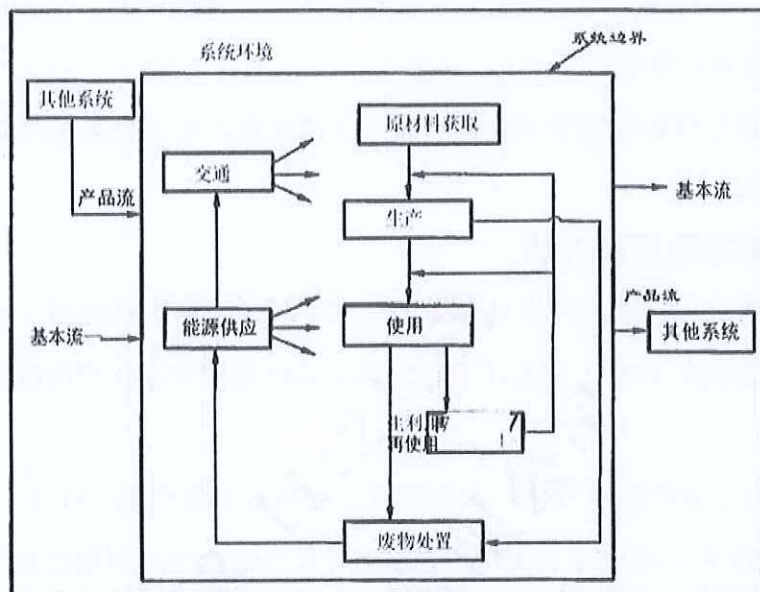 系统环境
系统边界
其他系统
原材料获取
交通
产品流
基本流
生产
产品流
基本流
能源供应
使用
其他系统
再使用
废物处置